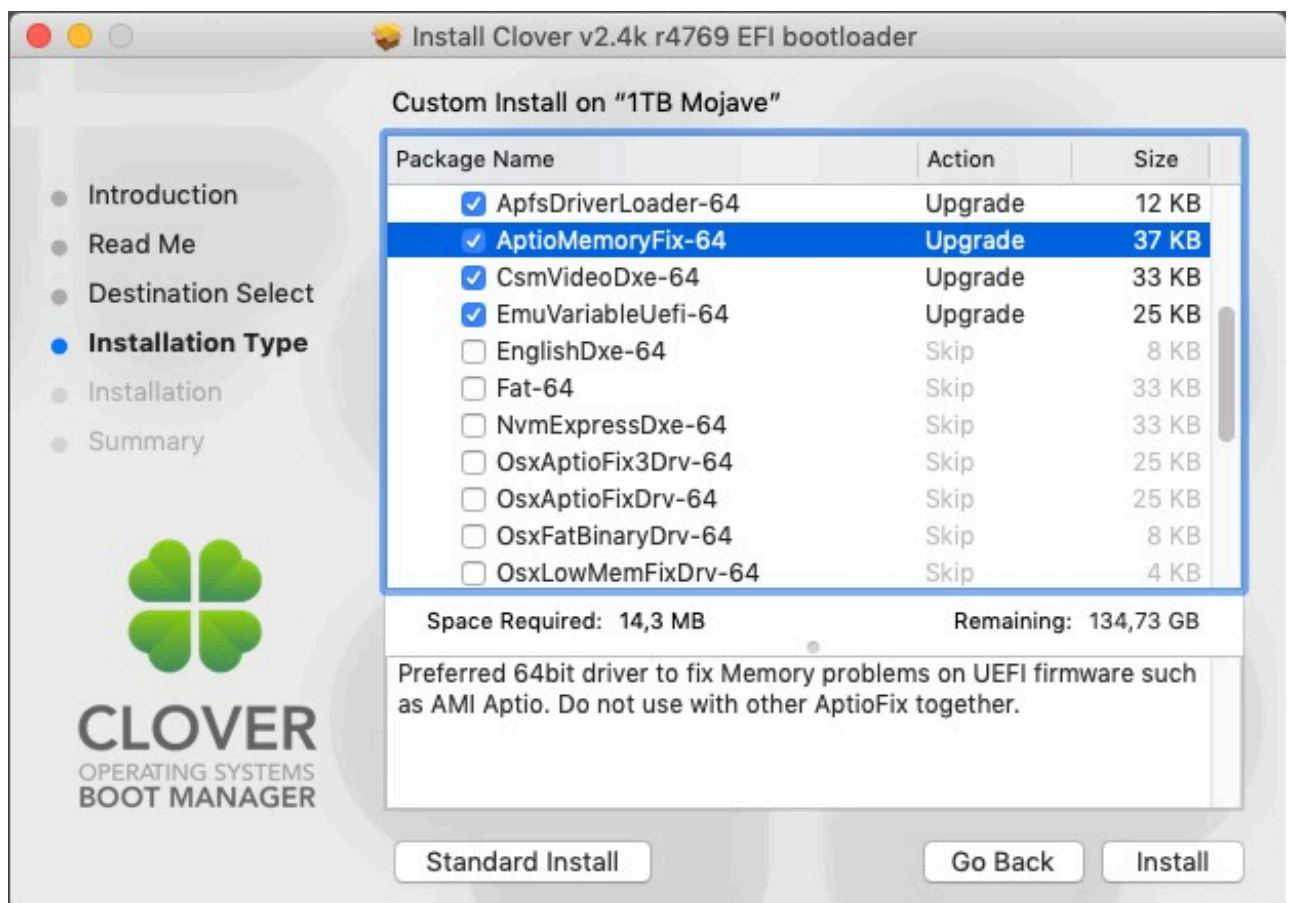 Install Clover v2.4k r4769 EFI bootloader
Custom Install on “1TB Mojave”
Introduction
Read Me
Destination Select
Installation Type
Installation
Summary
Package Name Action Size
ApfsDriverLoader-64 Upgrade 12 KB
AptioMemoryFix-64 Upgrade 37 KB
CsmVideoDxe-64 Upgrade 33 KB
EmuVariableUefi-64 Upgrade 25 KB
EnglishDxe-64 Skip 8 KB
Fat-64 Skip 33 KB
NvmExpressDxe-64 Skip 33 KB
OsxAptioFix3Drv-64 Skip 25 KB
OsxAptioFixDrv-64 Skip 25 KB
OsxFatBinaryDrv-64 Skip 8 KB
OsxLowMemFixDrv-64 Skip 4 KB
Space Required: 14,3 MB Remaining: 134,73 GB
Preferred 64bit driver to fix Memory problems on UEFI firmware such
as AMI Aptio. Do not use with other AptioFix together.
CLOVER
OPERATING SYSTEMS
BOOT MANAGER
Standard Install Go Back Install